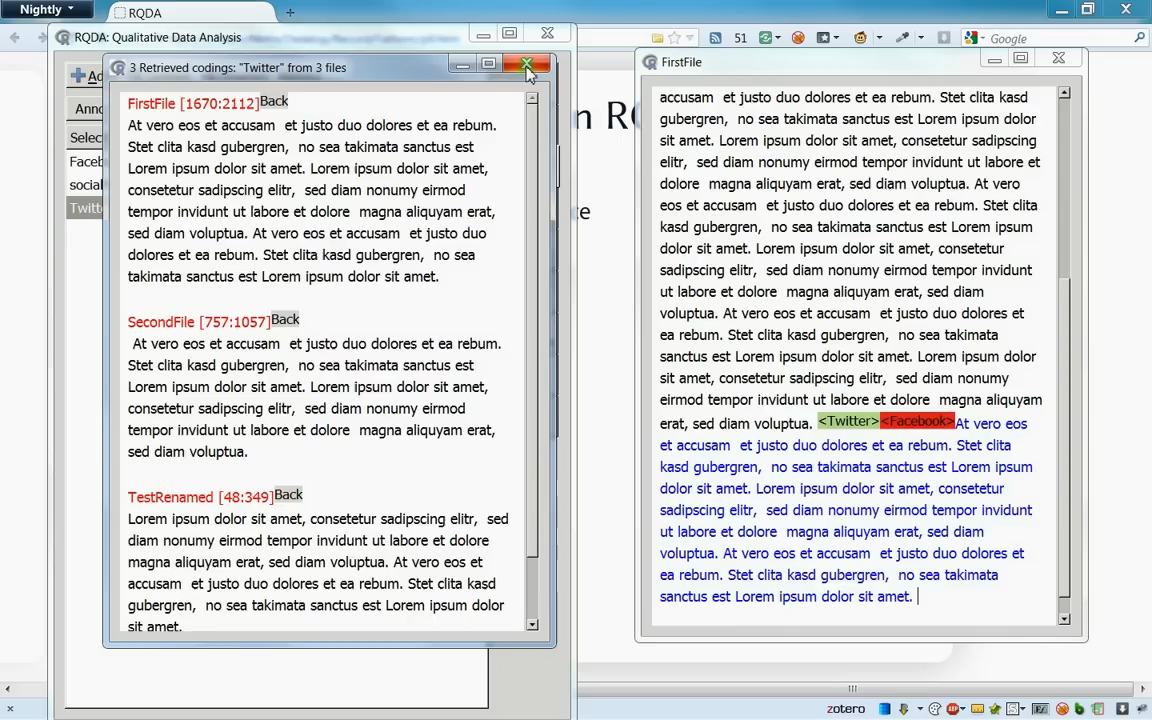 Nightly
RQDA
51
Google
RQDA: Qualitative Data Analysis
Anno
Selec
Faceb
social
Twitt
3 Retrieved codings: "Twitter" from 3 files
FirstFile [1670:2112]Back
At vero eos et accusam  et justo duo dolores et ea rebum.
Stet clita kasd gubergren,  no sea takimata sanctus est
Lorem ipsum dolor sit amet. Lorem ipsum dolor sit amet,
consetetur sadipscing elitr,  sed diam nonumy eirmod
tempor invidunt ut labore et dolore  magna aliquyam erat,
sed diam voluptua. At vero eos et accusam  et justo duo
dolores et ea rebum. Stet clita kasd gubergren,  no sea
takimata sanctus est Lorem ipsum dolor sit amet.
SecondFile [757:1057]Back
At vero eos et accusam  et justo duo dolores et ea rebum.
Stet clita kasd gubergren,  no sea takimata sanctus est
Lorem ipsum dolor sit amet. Lorem ipsum dolor sit amet,
consetetur sadipscing elitr,  sed diam nonumy eirmod
tempor invidunt ut labore et dolore  magna aliquyam erat,
sed diam voluptua.
TestRenamed [48:349]Back
Lorem ipsum dolor sit amet, consetetur sadipscing elitr,  sed
diam nonumy eirmod tempor invidunt ut labore et dolore
magna aliquyam erat, sed diam voluptua. At vero eos et
accusam  et justo duo dolores et ea rebum. Stet clita kasd
gubergren,  no sea takimata sanctus est Lorem ipsum dolor
sit amet.
n RQ
ce
FirstFile
accusam  et justo duo dolores et ea rebum. Stet clita kasd
gubergren,  no sea takimata sanctus est Lorem ipsum dolor
sit amet. Lorem ipsum dolor sit amet, consetetur sadipscing
elitr,  sed diam nonumy eirmod tempor invidunt ut labore et
dolore  magna aliquyam erat, sed diam voluptua. At vero
eos et accusam  et justo duo dolores et ea rebum. Stet clita
kasd gubergren,  no sea takimata sanctus est Lorem ipsum
dolor sit amet. Lorem ipsum dolor sit amet, consetetur
sadipscing elitr,  sed diam nonumy eirmod tempor invidunt
ut labore et dolore  magna aliquyam erat, sed diam
voluptua. At vero eos et accusam  et justo duo dolores et
ea rebum. Stet clita kasd gubergren,  no sea takimata
sanctus est Lorem ipsum dolor sit amet. Lorem ipsum dolor
sit amet, consetetur sadipscing elitr,  sed diam nonumy
eirmod tempor invidunt ut labore et dolore  magna aliquyam
erat, sed diam voluptua. <Twitter><Facebook>At vero eos
et accusam  et justo duo dolores et ea rebum. Stet clita
kasd gubergren,  no sea takimata sanctus est Lorem ipsum
dolor sit amet. Lorem ipsum dolor sit amet, consetetur
sadipscing elitr,  sed diam nonumy eirmod tempor invidunt
ut labore et dolore  magna aliquyam erat, sed diam
voluptua. At vero eos et accusam  et justo duo dolores et
ea rebum. Stet clita kasd gubergren,  no sea takimata
sanctus est Lorem ipsum dolor sit amet.
zotero